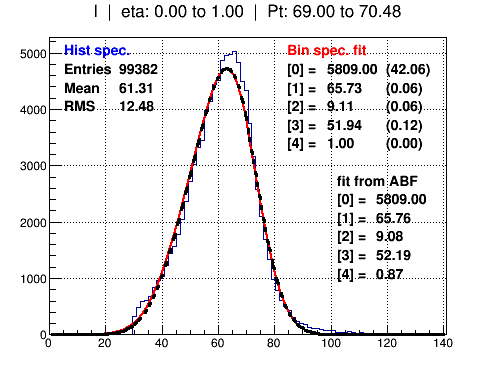 I | eta: 0.00 to 1.00 | Pt: 69.00 to 70.48
Hist spec.
Entries 99382
Mean 61.31
RMS 12.48
Bin spec. fit
[0] = 5809.00 (42.06)
[1] = 65.73 (0.06)
[2] = 9.11 (0.06)
[3] = 51.94 (0.12)
[4] = 1.00 (0.00)
fit from ABF
[0] = 5809.00
[1] = 65.76
[2] = 9.08
[3] = 52.19
[4] = 0.87
5000
4000
3000
2000
1000
0
0 20 40 60 80 100 120 140